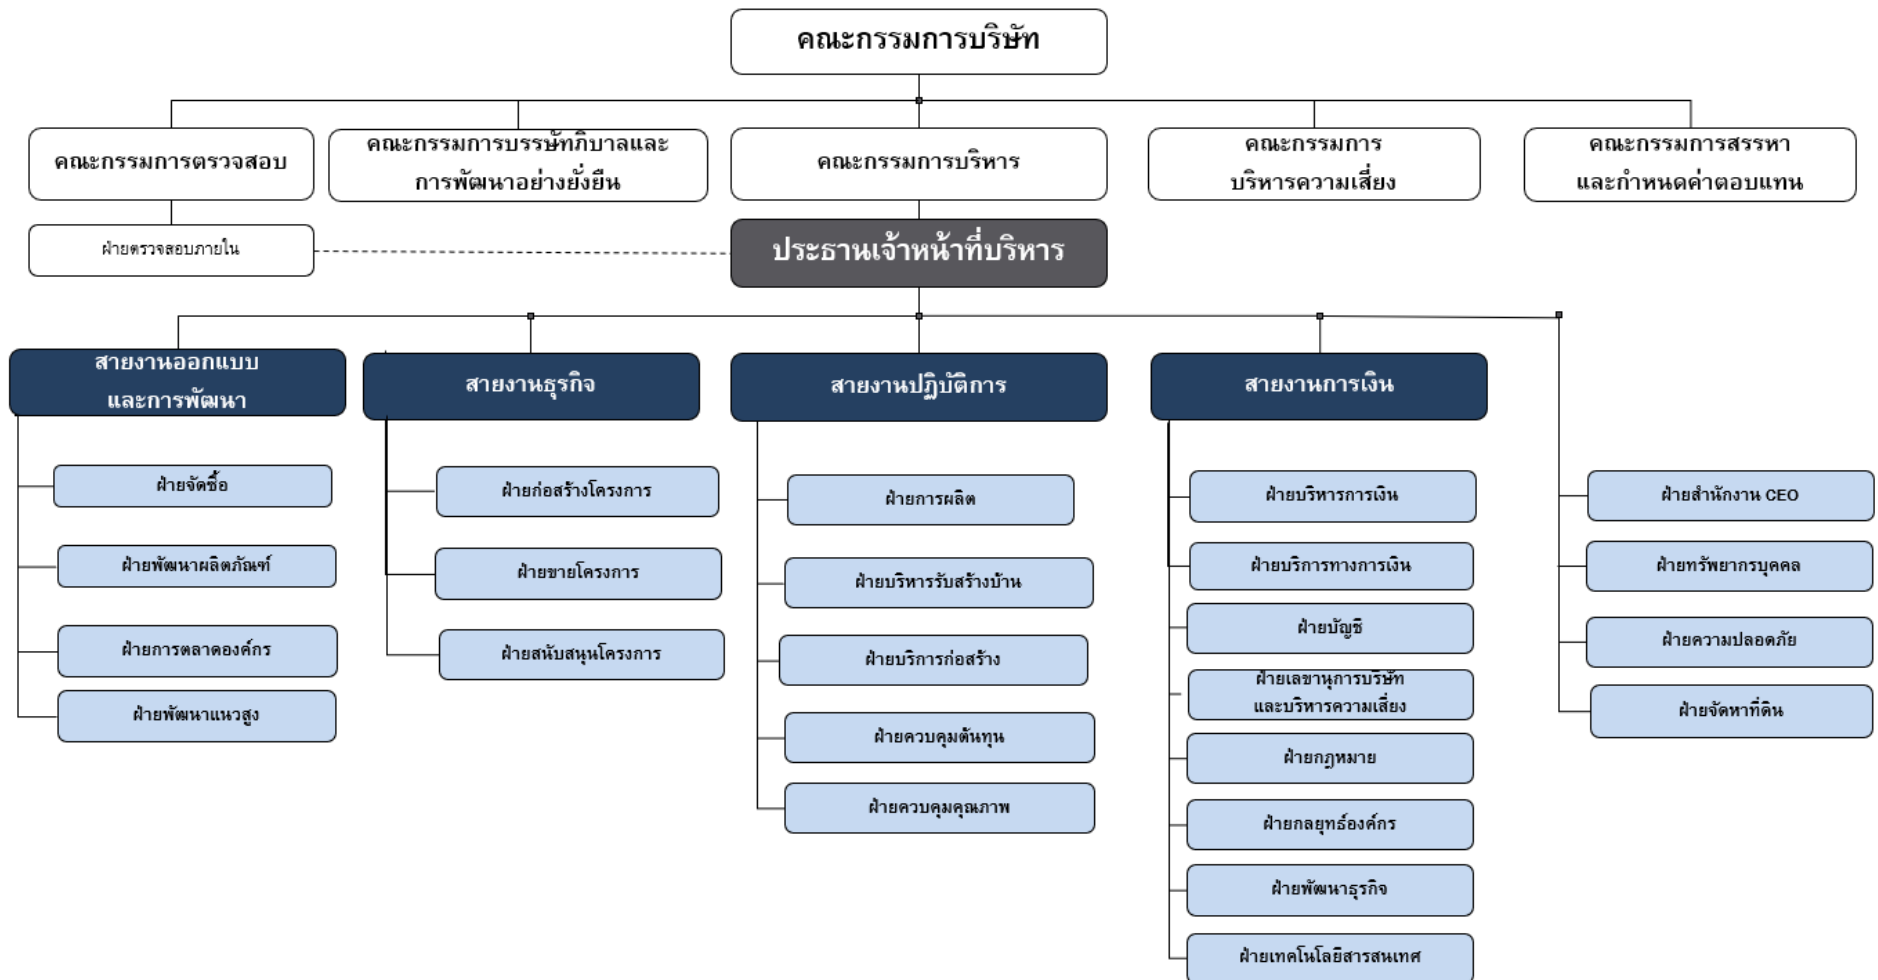 คณะกรรมการบริษัท
คณะกรรมการตรวจสอบ
คณะกรรมการบรรษัทภิบาลและ
การพัฒนาอย่างยั่งยืน
คณะกรรมการบริหาร
คณะกรรมการ
บริหารความเสี่ยง
คณะกรรมการสรรหา
และกำหนดค่าตอบแทน
ฝ่ายตรวจสอบภายใน
ประธานเจ้าหน้าที่บริหาร
สายงานออกแบบ
และการพัฒนา
ฝ่ายจัดซื้อ
ฝ่ายพัฒนาผลิตภัณฑ์
ฝ่ายการตลาดองค์กร
ฝ่ายพัฒนาแนวสูง
สายงานธุรกิจ
ฝ่ายก่อสร้างโครงการ
ฝ่ายขายโครงการ
ฝ่ายสนับสนุนโครงการ
สายงานปฏิบัติการ
ฝ่ายการผลิต
ฝ่ายบริหารรับสร้างบ้าน
ฝ่ายบริการก่อสร้าง
ฝ่ายควบคุมต้นทุน
ฝ่ายควบคุมคุณภาพ
สายงานการเงิน
ฝ่ายบริหารการเงิน
ฝ่ายบริการทางการเงิน
ฝ่ายบัญชี
ฝ่ายเลขานุการบริษัท
และบริหารความเสี่ยง
ฝ่ายกฎหมาย
ฝ่ายกลยุทธ์องค์กร
ฝ่ายพัฒนาธุรกิจ
ฝ่ายเทคโนโลยีสารสนเทศ
ฝ่ายสำนักงาน CEO
ฝ่ายทรัพยากรบุคคล
ฝ่ายความปลอดภัย
ฝ่ายจัดหาที่ดิน